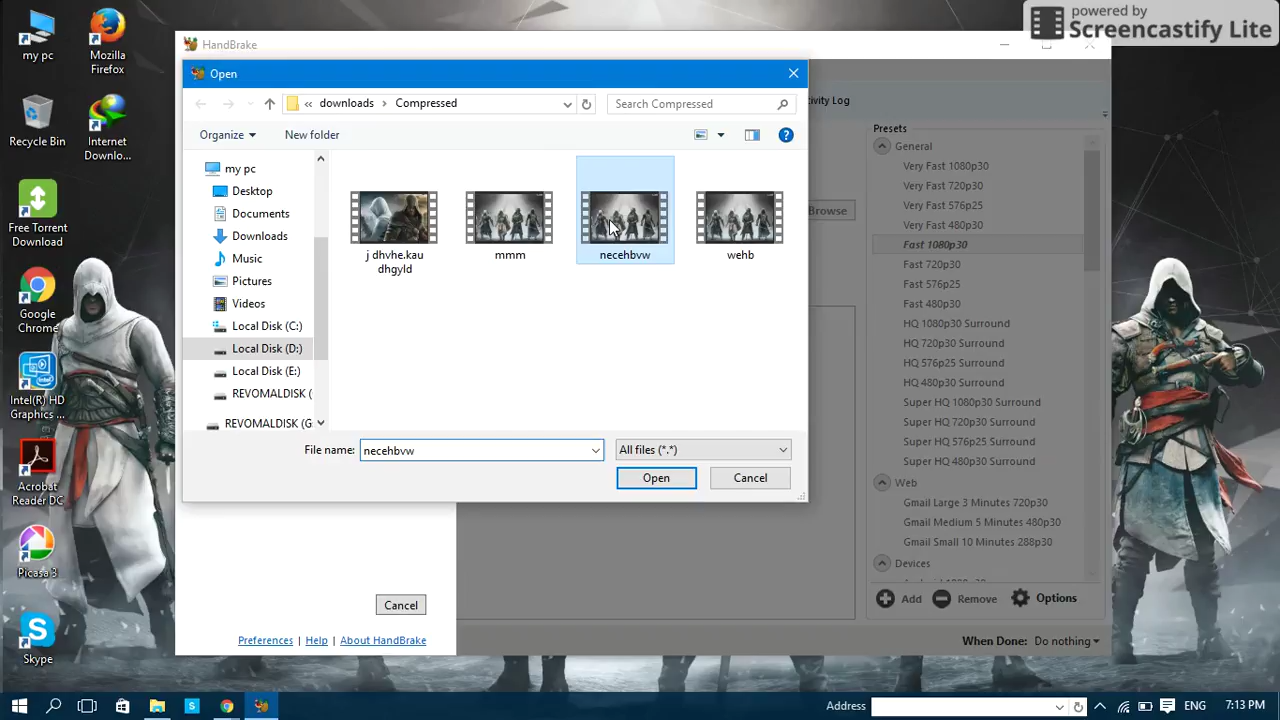 powered by
Screencastify Lite
my pc
Mozilla
Firefox
Recycle Bin
Internet
Downlo...
Free Torrent
Download
Google
Chrome
Intel(R) HD
Graphics ...
Acrobat
Reader DC
Picasa 3
Skype
HandBrake
Open
« downloads > Compressed
Search Compressed
Organize
New folder
my pc
Desktop
Documents
Downloads
Music
Pictures
Videos
Local Disk (C:)
Local Disk (D:)
Local Disk (E:)
REVOMALDISK (
REVOMALDISK (G
j dhvhe.kau
dhgyld
mmm
necehbvw
wehb
File name: necehbvw
All files (*.*)
Open
Cancel
ivity Log
Browse
Presets
General
Very Fast 1080p30
Very Fast 720p30
Very Fast 576p25
Very Fast 480p30
Fast 1080p30
Fast 720p30
Fast 576p25
Fast 480p30
HQ 1080p30 Surround
HQ 720p30 Surround
HQ 576p25 Surround
HQ 480p30 Surround
Super HQ 1080p30 Surround
Super HQ 720p30 Surround
Super HQ 576p25 Surround
Super HQ 480p30 Surround
Web
Gmail Large 3 Minutes 720p30
Gmail Medium 5 Minutes 480p30
Gmail Small 10 Minutes 288p30
Devices
Add
Remove
Options
When Done: Do nothing
Cancel
Preferences
Help
About HandBrake
Address
ENG
7:13 PM